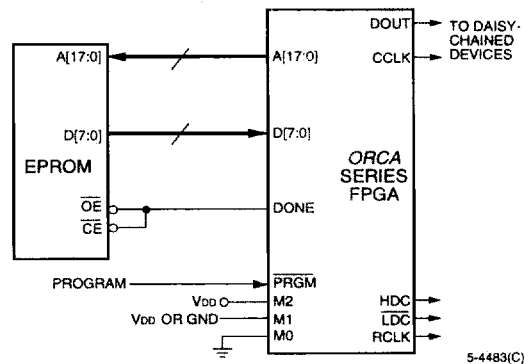 DOUT
TO DAISY-
CHAINED
DEVICES
CCLK
A[17:0]
A[17:0]
D[7:0]
D[7:0]
EPROM
ORCA
SERIES
FPGA
OE
CE
DONE
PROGRAM
PRGM
VDD
M2
HDC
VDD OR GND
M1
LDC
M0
RCLK
5-4483(C)